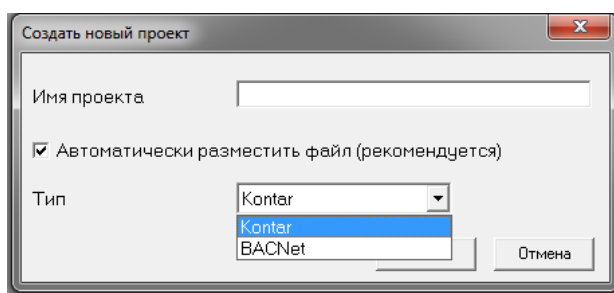 Создать новый проект
Имя проекта
Автоматически разместить файл (рекомендуется)
Тип Kontar
Kontar
BACNet
Отмена